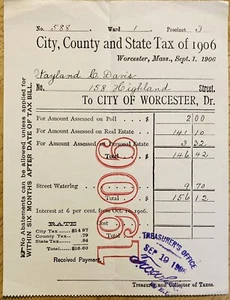 No. 588. Ward 1. Precinct 3
City, County and State Tax of 1906
Worcester, Mass., Sept. 1, 1906
Wayland E. Davis
No. 158 Highland Street.
To CITY OF WORCESTER, Dr.
For Amount Assessed on Poll $ 2 00
For Amount Assessed on Real Estate 141 10
For Amount Assessed on Personal Estate 3 32
146 42
Street Watering 9 70
156 12
Interest at 6 per cent. from Oct. 1906.
RATE
City Tax
County Tax
State Tax
Total
Received Payment,
Treasurer and Collector of Taxes.
No Abatements can be allowed unless applied for
WITHIN SIX MONTHS AFTER DATE OF TAX BILL
1906
TREASURER'S OFFICE
SEP 19 1906